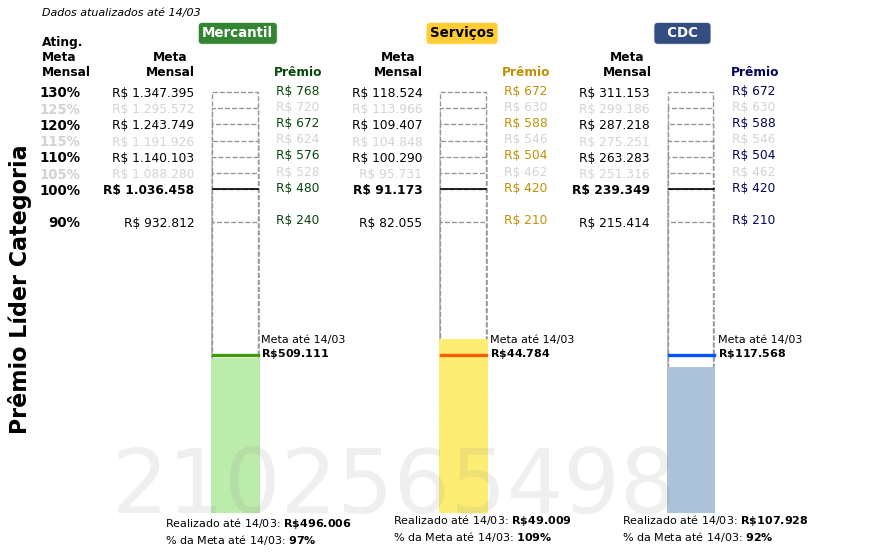 Dados atualizados até 14/03
Mercantil Serviços CDC
Ating. Meta Mensal Meta Mensal Prêmio Meta Mensal Prêmio Meta Mensal Prêmio
130% R$ 1.347.395 R$ 768 R$ 118.524 R$ 672 R$ 311.153 R$ 672
125% R$ 1.295.572 R$ 720 R$ 113.966 R$ 630 R$ 299.186 R$ 630
120% R$ 1.243.749 R$ 672 R$ 109.407 R$ 588 R$ 287.218 R$ 588
115% R$ 1.191.926 R$ 624 R$ 104.848 R$ 546 R$ 275.251 R$ 546
110% R$ 1.140.103 R$ 576 R$ 100.290 R$ 504 R$ 263.283 R$ 504
105% R$ 1.088.280 R$ 528 R$ 95.731 R$ 462 R$ 251.316 R$ 462
100% R$ 1.036.458 R$ 480 R$ 91.173 R$ 420 R$ 239.349 R$ 420
90% R$ 932.812 R$ 240 R$ 82.055 R$ 210 R$ 215.414 R$ 210
Prêmio Líder Categoria
Meta até 14/03 Meta até 14/03 Meta até 14/03
R$509.111 R$44.784 R$117.568
2102565498
Realizado até 14/03: R$496.006 Realizado até 14/03: R$49.009 Realizado até 14/03: R$107.928
% da Meta até 14/03: 97% % da Meta até 14/03: 109% % da Meta até 14/03: 92%